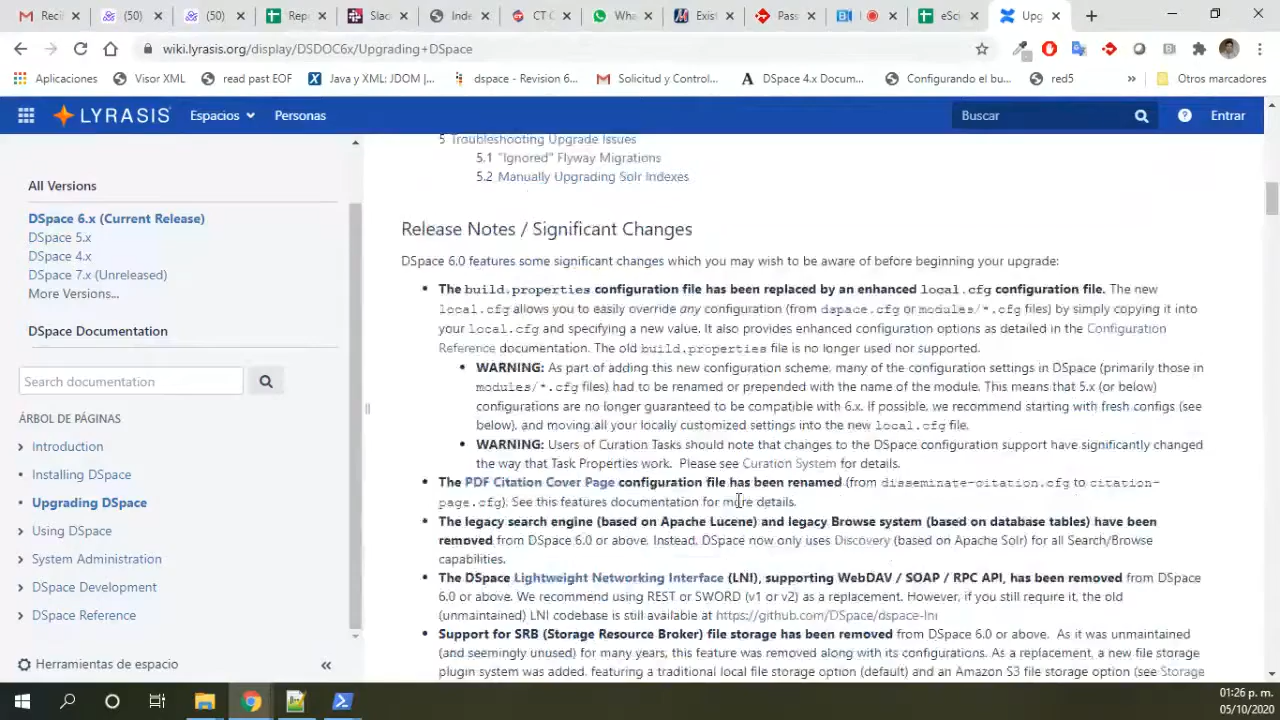 Recit
(50)
(50)
Repo
Slac
Inde
CT C
Wha
Exist
Pass
eSci
Upg
wiki.lyrasis.org/display/DSDOC6x/Upgrading+DSpace
Aplicaciones
Visor XML
read past EOF
Java y XML: JDOM (...
dspace - Revision 6...
Solicitud y Control...
DSpace 4.x Docum...
Configurando el bu...
red5
»
Otros marcadores
LYRASIS
Espacios
Personas
Buscar
Entrar
All Versions
DSpace 6.x (Current Release)
DSpace 5.x
DSpace 4.x
DSpace 7.x (Unreleased)
More Versions...
DSpace Documentation
Search documentation
ÁRBOL DE PÁGINAS
Introduction
Installing DSpace
Upgrading DSpace
Using DSpace
System Administration
DSpace Development
DSpace Reference
Herramientas de espacio
«
5 Troubleshooting Upgrade Issues
5.1 "Ignored" Flyway Migrations
5.2 Manually Upgrading Solr Indexes
Release Notes / Significant Changes
DSpace 6.0 features some significant changes which you may wish to be aware of before beginning your upgrade:
• The build.properties configuration file has been replaced by an enhanced local.cfg configuration file. The new
local.cfg allows you to easily override any configuration (from dspace.cfg or modules/*.cfg files) by simply copying it into
your local.cfg and specifying a new value. It also provides enhanced configuration options as detailed in the Configuration
Reference documentation. The old build.properties file is no longer used nor supported.
• WARNING: As part of adding this new configuration scheme, many of the configuration settings in DSpace (primarily those in
modules/*.cfg files) had to be renamed or prepended with the name of the module. This means that 5.x (or below)
configurations are no longer guaranteed to be compatible with 6.x. If possible, we recommend starting with fresh configs (see
below), and moving all your locally customized settings into the new local.cfg file.
• WARNING: Users of Curation Tasks should note that changes to the DSpace configuration support have significantly changed
the way that Task Properties work. Please see Curation System for details.
• The PDF Citation Cover Page configuration file has been renamed (from disseminate-citation.cfg to citation-
page.cfg). See this features documentation for more details.
• The legacy search engine (based on Apache Lucene) and legacy Browse system (based on database tables) have been
removed from DSpace 6.0 or above. Instead, DSpace now only uses Discovery (based on Apache Solr) for all Search/Browse
capabilities.
• The DSpace Lightweight Networking Interface (LNI), supporting WebDAV / SOAP / RPC API, has been removed from DSpace
6.0 or above. We recommend using REST or SWORD (v1 or v2) as a replacement. However, if you still require it, the old
(unmaintained) LNI codebase is still available at https://github.com/DSpace/dspace-lni
• Support for SRB (Storage Resource Broker) file storage has been removed from DSpace 6.0 or above. As it was unmaintained
(and seemingly unused) for many years, this feature was removed along with its configurations. As a replacement, a new file storage
plugin system was added, featuring a traditional local file storage option (default) and an Amazon S3 file storage option (see Storage
01:26 p. m.
05/10/2020